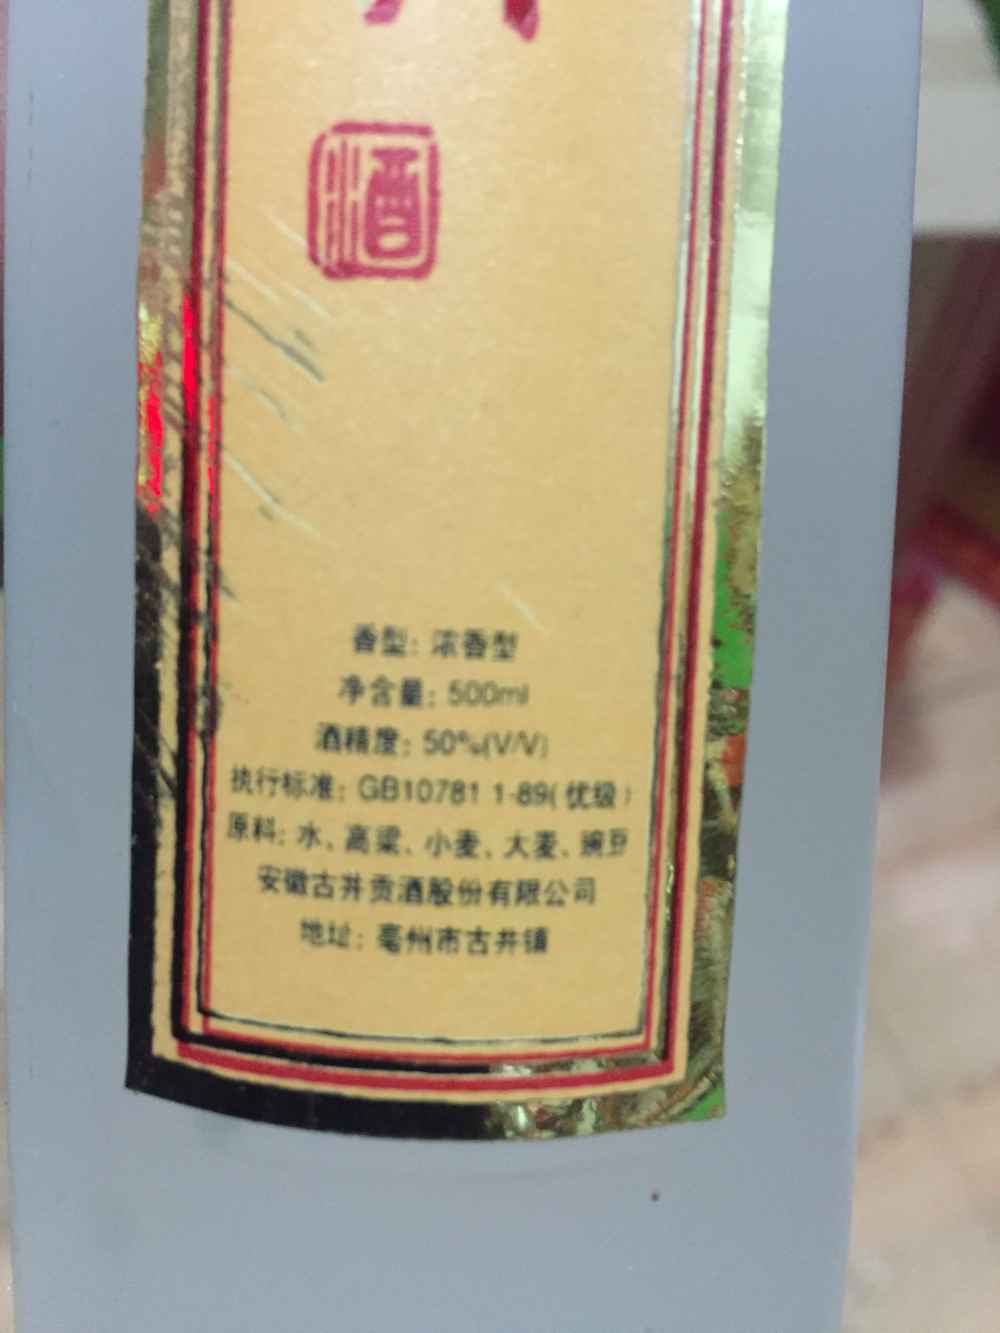 酒
香型：浓香型
净含量：500ml
酒精度：50%(V/V)
执行标准：GB10781 1-89(优级)
原料：水、高粱、小麦、大麦、豌豆
安徽古井贡酒股份有限公司
地址：亳州市古井镇